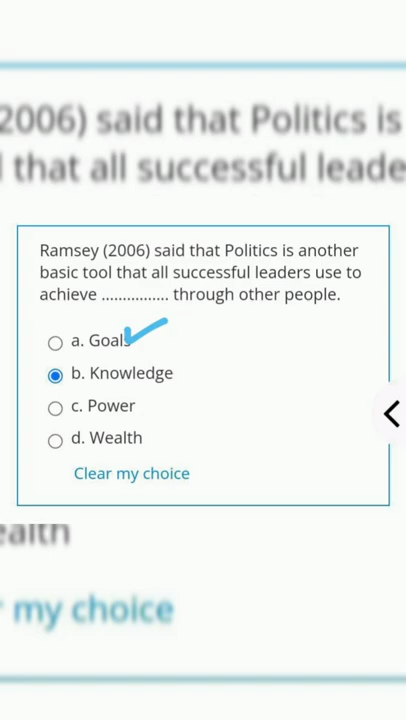 2006) said that Politics is
that all successful leade
Ramsey (2006) said that Politics is another
basic tool that all successful leaders use to
achieve ................ through other people.
a. Goals
b. Knowledge
c. Power
d. Wealth
Clear my choice
ealth
my choice